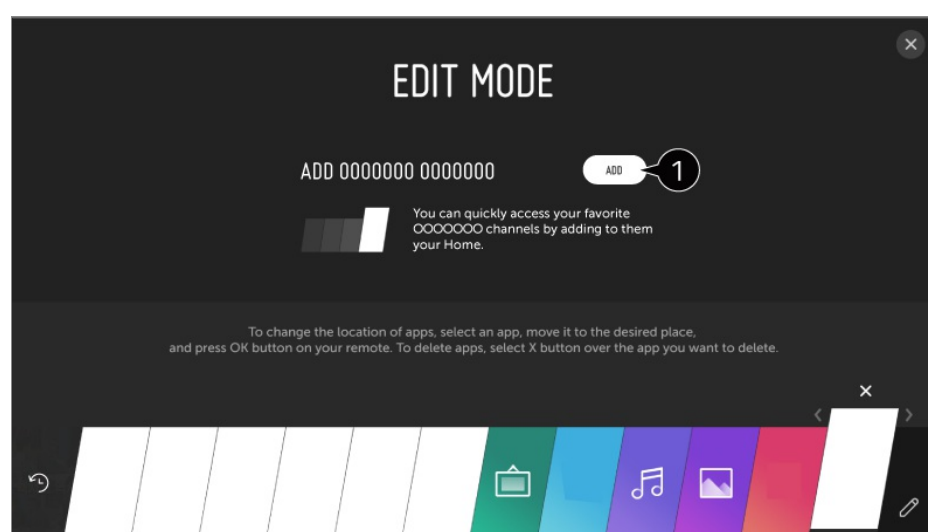 EDIT MODE
ADD OOOOOOO OOOOOOO
ADD
1
You can quickly access your favorite
OOOOOOO channels by adding to them
your Home.
To change the location of apps, select an app, move it to the desired place,
and press OK button on your remote. To delete apps, select X button over the app you want to delete.